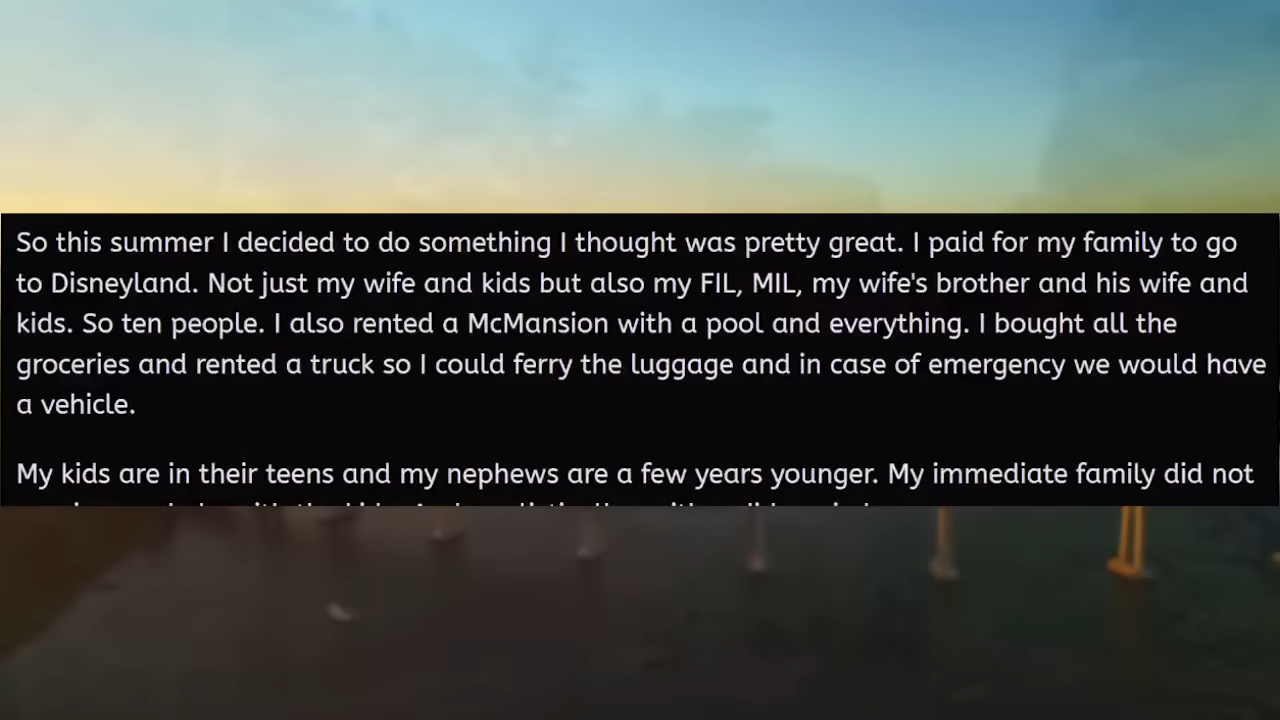 So this summer I decided to do something I thought was pretty great. I paid for my family to go
to Disneyland. Not just my wife and kids but also my FIL, MIL, my wife's brother and his wife and
kids. So ten people. I also rented a McMansion with a pool and everything. I bought all the
groceries and rented a truck so I could ferry the luggage and in case of emergency we would have
a vehicle.
My kids are in their teens and my nephews are a few years younger. My immediate family did not